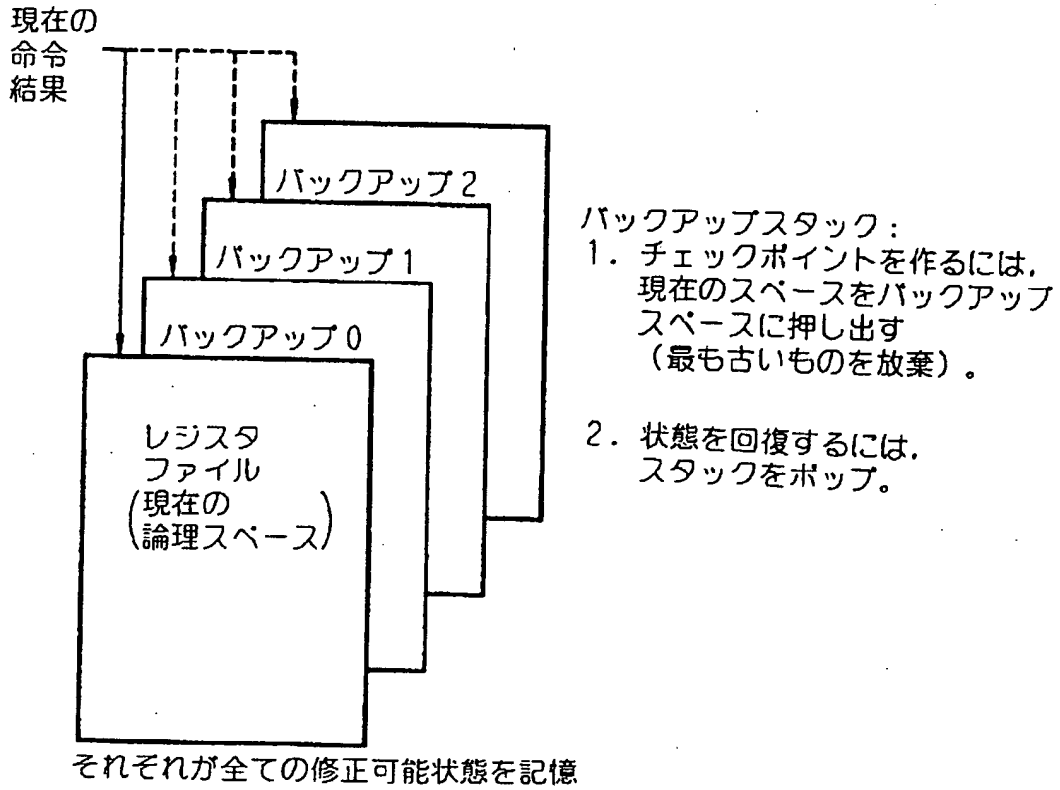 現在の
命令
結果
バックアップ2
バックアップ1
バックアップ0
レジスタ
ファイル
(現在の
論理スペース)
バックアップスタック:
1. チェックポイントを作るには,
現在のスペースをバックアップ
スペースに押し出す
(最も古いものを放棄)。
2. 状態を回復するには,
スタックをポップ。
それぞれが全ての修正可能状態を記憶